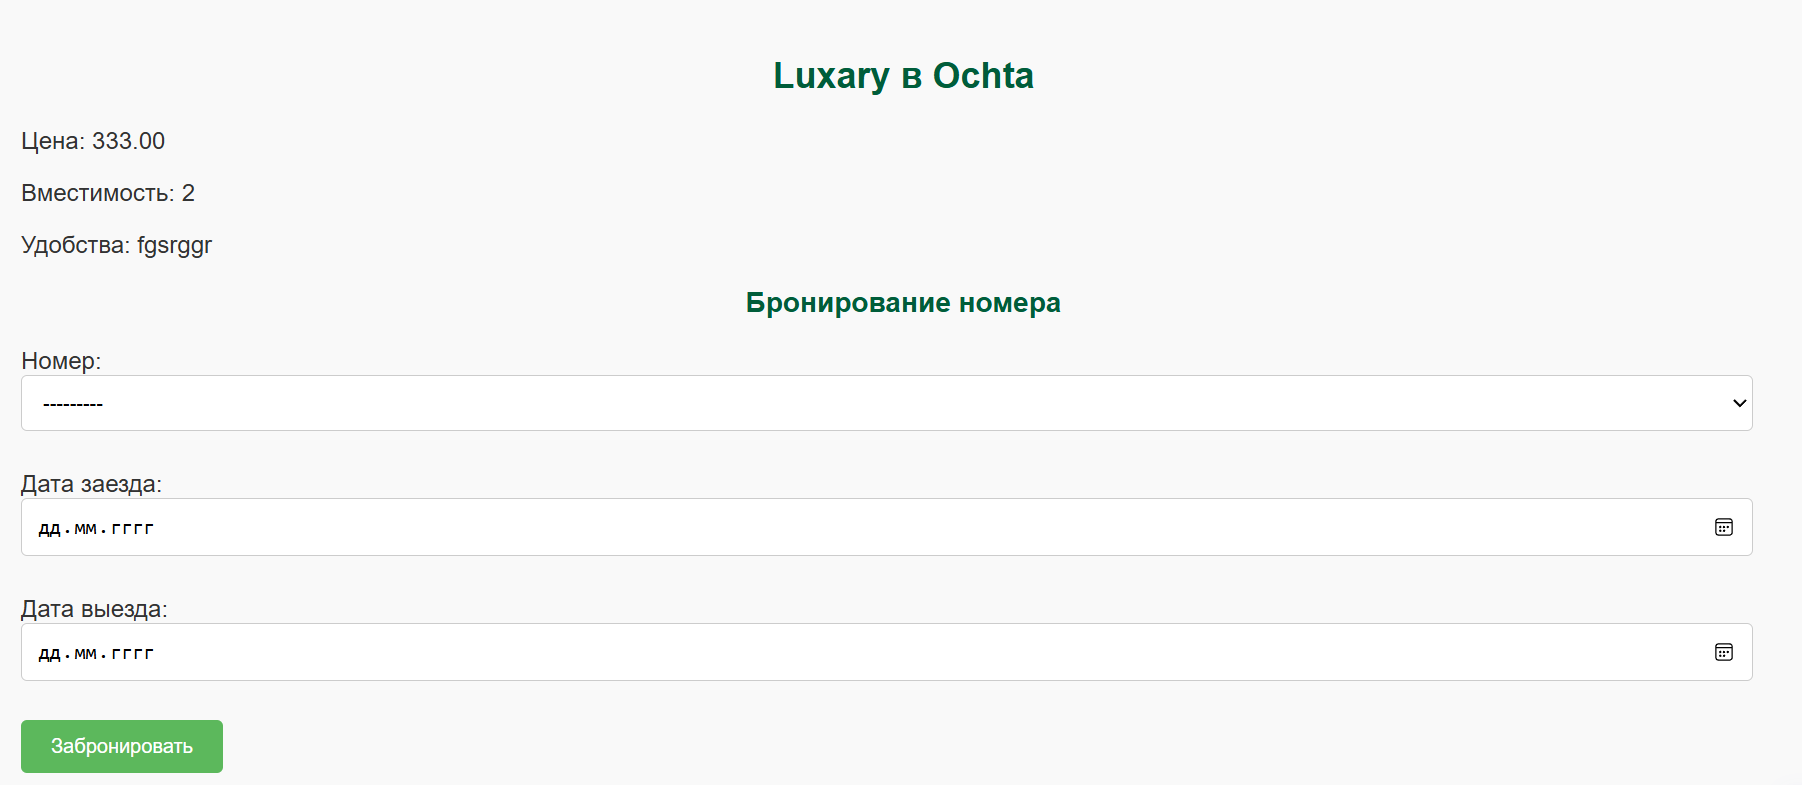 Luxary в Ochta
Цена: 333.00
Вместимость: 2
Удобства: fgsrggr
Бронирование номера
Номер:
---------
Дата заезда:
дд.мм.гггг
Дата выезда:
дд.мм.гггг
Забронировать